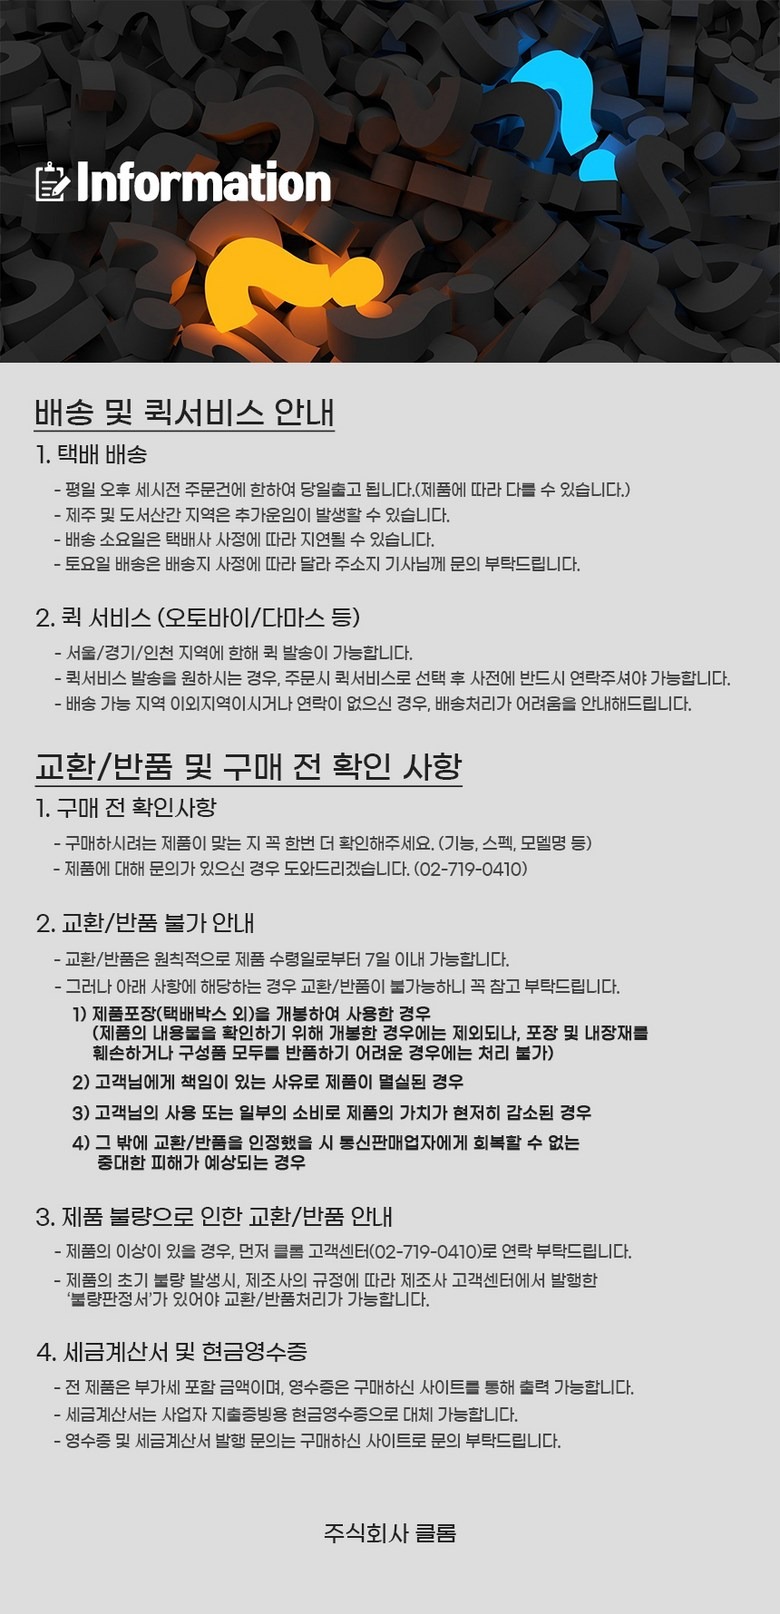 Information
배송 및 퀵서비스 안내
1. 택배 배송
- 평일 오후 세시전 주문건에 한하여 당일출고 됩니다.(제품에 따라 다를 수 있습니다.)
- 제주 및 도서산간 지역은 추가운임이 발생할 수 있습니다.
- 배송 소요일은 택배사 사정에 따라 지연될 수 있습니다.
- 토요일 배송은 배송지 사정에 따라 달라 주소지 기사님께 문의 부탁드립니다.
2. 퀵 서비스 (오토바이/다마스 등)
- 서울/경기/인천 지역에 한해 퀵 발송이 가능합니다.
- 퀵서비스 발송을 원하시는 경우, 주문시 퀵서비스로 선택 후 사전에 반드시 연락주셔야 가능합니다.
- 배송 가능 지역 이외지역이시거나 연락이 없으신 경우, 배송처리가 어려움을 안내해드립니다.
교환/반품 및 구매 전 확인 사항
1. 구매 전 확인사항
- 구매하시려는 제품이 맞는 지 꼭 한번 더 확인해주세요. (기능, 스펙, 모델명 등)
- 제품에 대해 문의가 있으신 경우 도와드리겠습니다. (02-719-0410)
2. 교환/반품 불가 안내
- 교환/반품은 원칙적으로 제품 수령일로부터 7일 이내 가능합니다.
- 그러나 아래 사항에 해당하는 경우 교환/반품이 불가능하니 꼭 참고 부탁드립니다.
1) 제품포장(택배박스 외)을 개봉하여 사용한 경우
(제품의 내용물을 확인하기 위해 개봉한 경우에는 제외되나, 포장 및 내장재를
훼손하거나 구성품 모두를 반품하기 어려운 경우에는 처리 불가)
2) 고객님에게 책임이 있는 사유로 제품이 멸실된 경우
3) 고객님의 사용 또는 일부의 소비로 제품의 가치가 현저히 감소된 경우
4) 그 밖에 교환/반품을 인정했을 시 통신판매업자에게 회복할 수 없는
중대한 피해가 예상되는 경우
3. 제품 불량으로 인한 교환/반품 안내
- 제품의 이상이 있을 경우, 먼저 클롬 고객센터(02-719-0410)로 연락 부탁드립니다.
- 제품의 초기 불량 발생시, 제조사의 규정에 따라 제조사 고객센터에서 발행한
'불량판정서'가 있어야 교환/반품처리가 가능합니다.
4. 세금계산서 및 현금영수증
- 전 제품은 부가세 포함 금액이며, 영수증은 구매하신 사이트를 통해 출력 가능합니다.
- 세금계산서는 사업자 지출증빙용 현금영수증으로 대체 가능합니다.
- 영수증 및 세금계산서 발행 문의는 구매하신 사이트로 문의 부탁드립니다.
주식회사 클롬